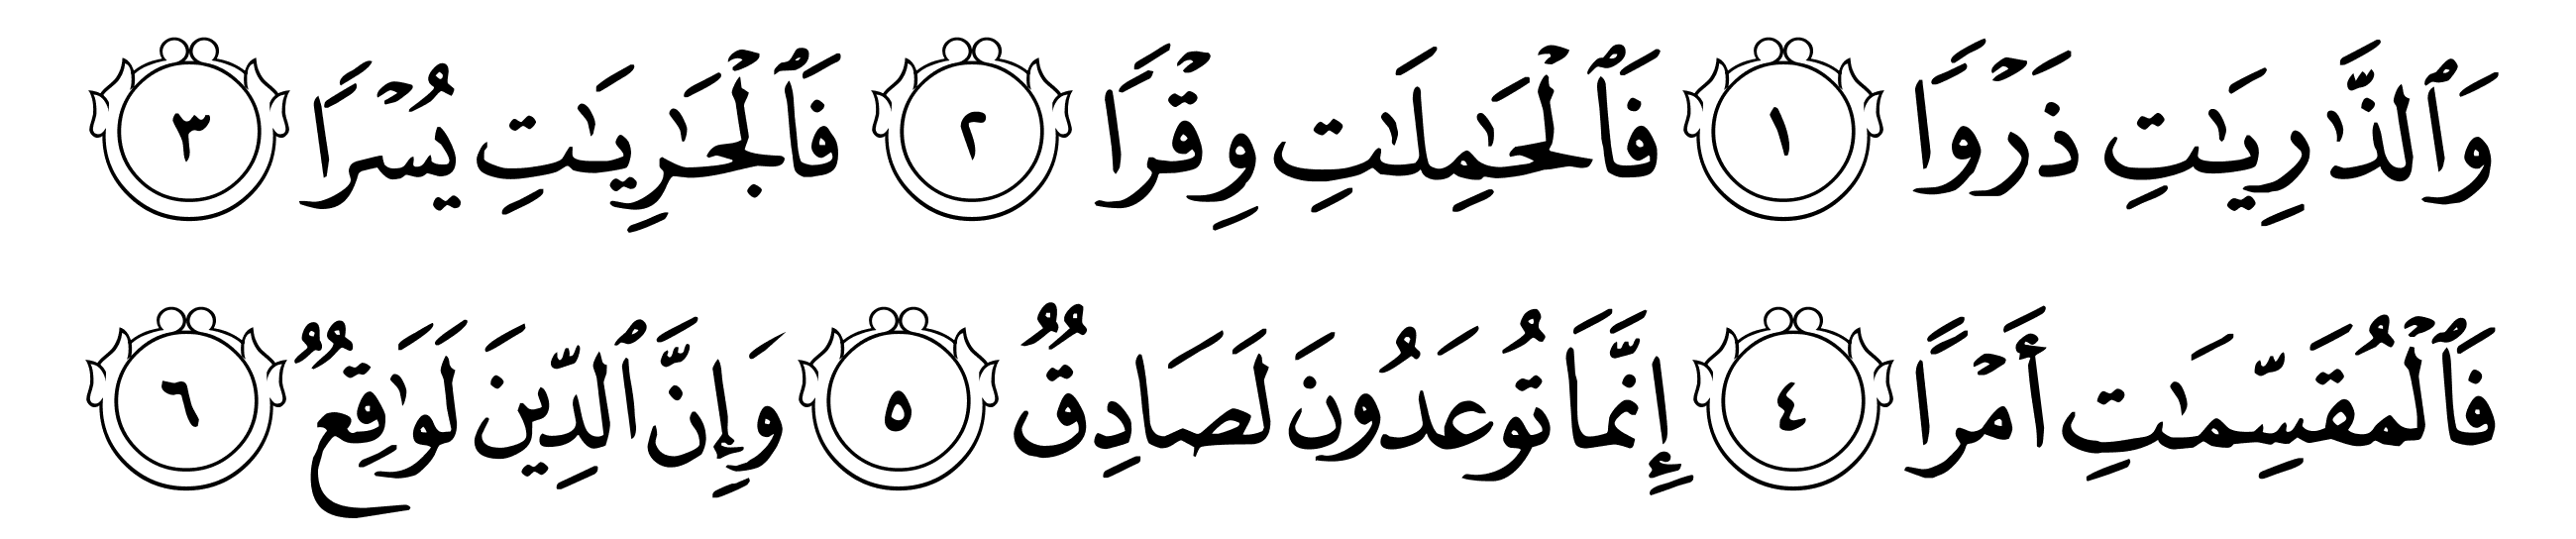 وَٱلذَّٰرِيَٰتِ ذَرۡوٗا ١ فَٱلۡحَٰمِلَٰتِ وِقۡرٗا ٢ فَٱلۡجَٰرِيَٰتِ يُسۡرٗا ٣
فَٱلۡمُقَسِّمَٰتِ أَمۡرًا ٤ إِنَّمَا تُوعَدُونَ لَصَادِقٞ ٥ وَإِنَّ ٱلدِّينَ لَوَٰقِعٞ ٦